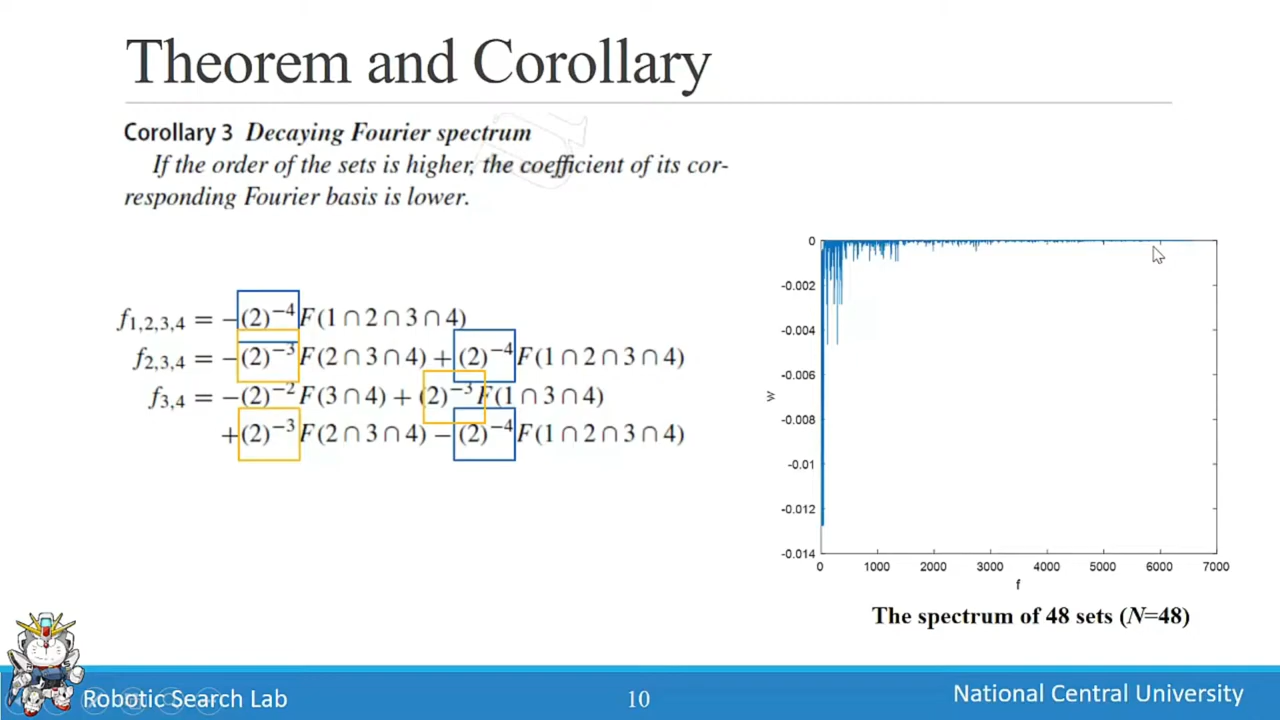 Theorem and Corollary
Corollary 3 Decaying Fourier spectrum
If the order of the sets is higher, the coefficient of its cor-
responding Fourier basis is lower.
f₁,₂,₃,₄ = −(2)⁻⁴F(1∩2∩3∩4)
f₂,₃,₄ = −(2)⁻³F(2∩3∩4) + (2)⁻⁴F(1∩2∩3∩4)
f₃,₄ = −(2)⁻²F(3∩4) + (2)⁻³F(1∩3∩4)
+(2)⁻³F(2∩3∩4) − (2)⁻⁴F(1∩2∩3∩4)
0
-0.002
-0.004
-0.006
-0.008
-0.01
-0.012
-0.014
w
0 1000 2000 3000 4000 5000 6000 7000
f
The spectrum of 48 sets (N=48)
Robotic Search Lab
10
National Central University